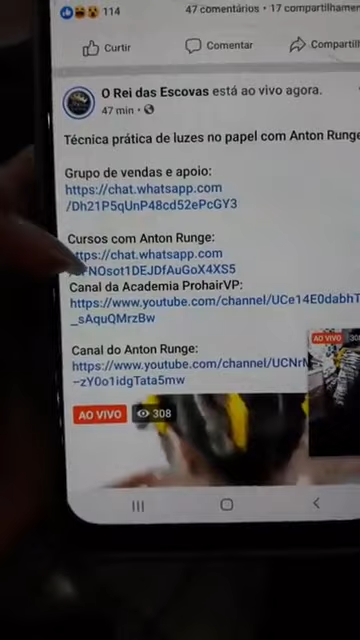 114
47 comentários • 17 compartilhamen
Curtir
Comentar
Compartil
O Rei das Escovas está ao vivo agora.
47 min •
Técnica prática de luzes no papel com Anton Runge
Grupo de vendas e apoio:
https://chat.whatsapp.com
/Dh21P5qUnP48cd52ePcGY3
Cursos com Anton Runge:
ttps://chat.whatsapp.com
NOsot1DEJDfAuGoX4XS5
Canal da Academia ProhairVP:
https://www.youtube.com/channel/UCe14E0dabhT
_sAquQMrzBw
Canal do Anton Runge:
https://www.youtube.com/channel/UCNrM
-zY0o1idgTata5mw
AO VIVO
308
AO VIVO